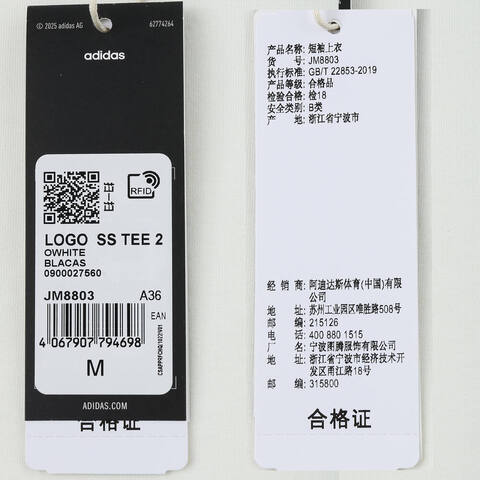 © 2025 adidas AG
62774264
adidas
RFID
LOGO SS TEE 2
OWHITE
BLACAS
0900027560
JM8803
A36
EAN
4 067907 794698
M
ADIDAS.COM
合格证
产品名称: 短袖上衣
货 号: JM8803
执行标准: GB/T 22853-2019
产品等级: 合格品
检验合格: 检18
安全类别: B类
产 地: 浙江省宁波市
经 销 商: 阿迪达斯体育(中国)有限
公司
地 址: 苏州工业园区唯胜路508号
邮 编: 215126
电 话: 400 880 1515
厂 名: 宁波图腾服饰有限公司
地 址: 浙江省宁波市经济技术开
发区甬江路18号
邮 编: 315800
合格证